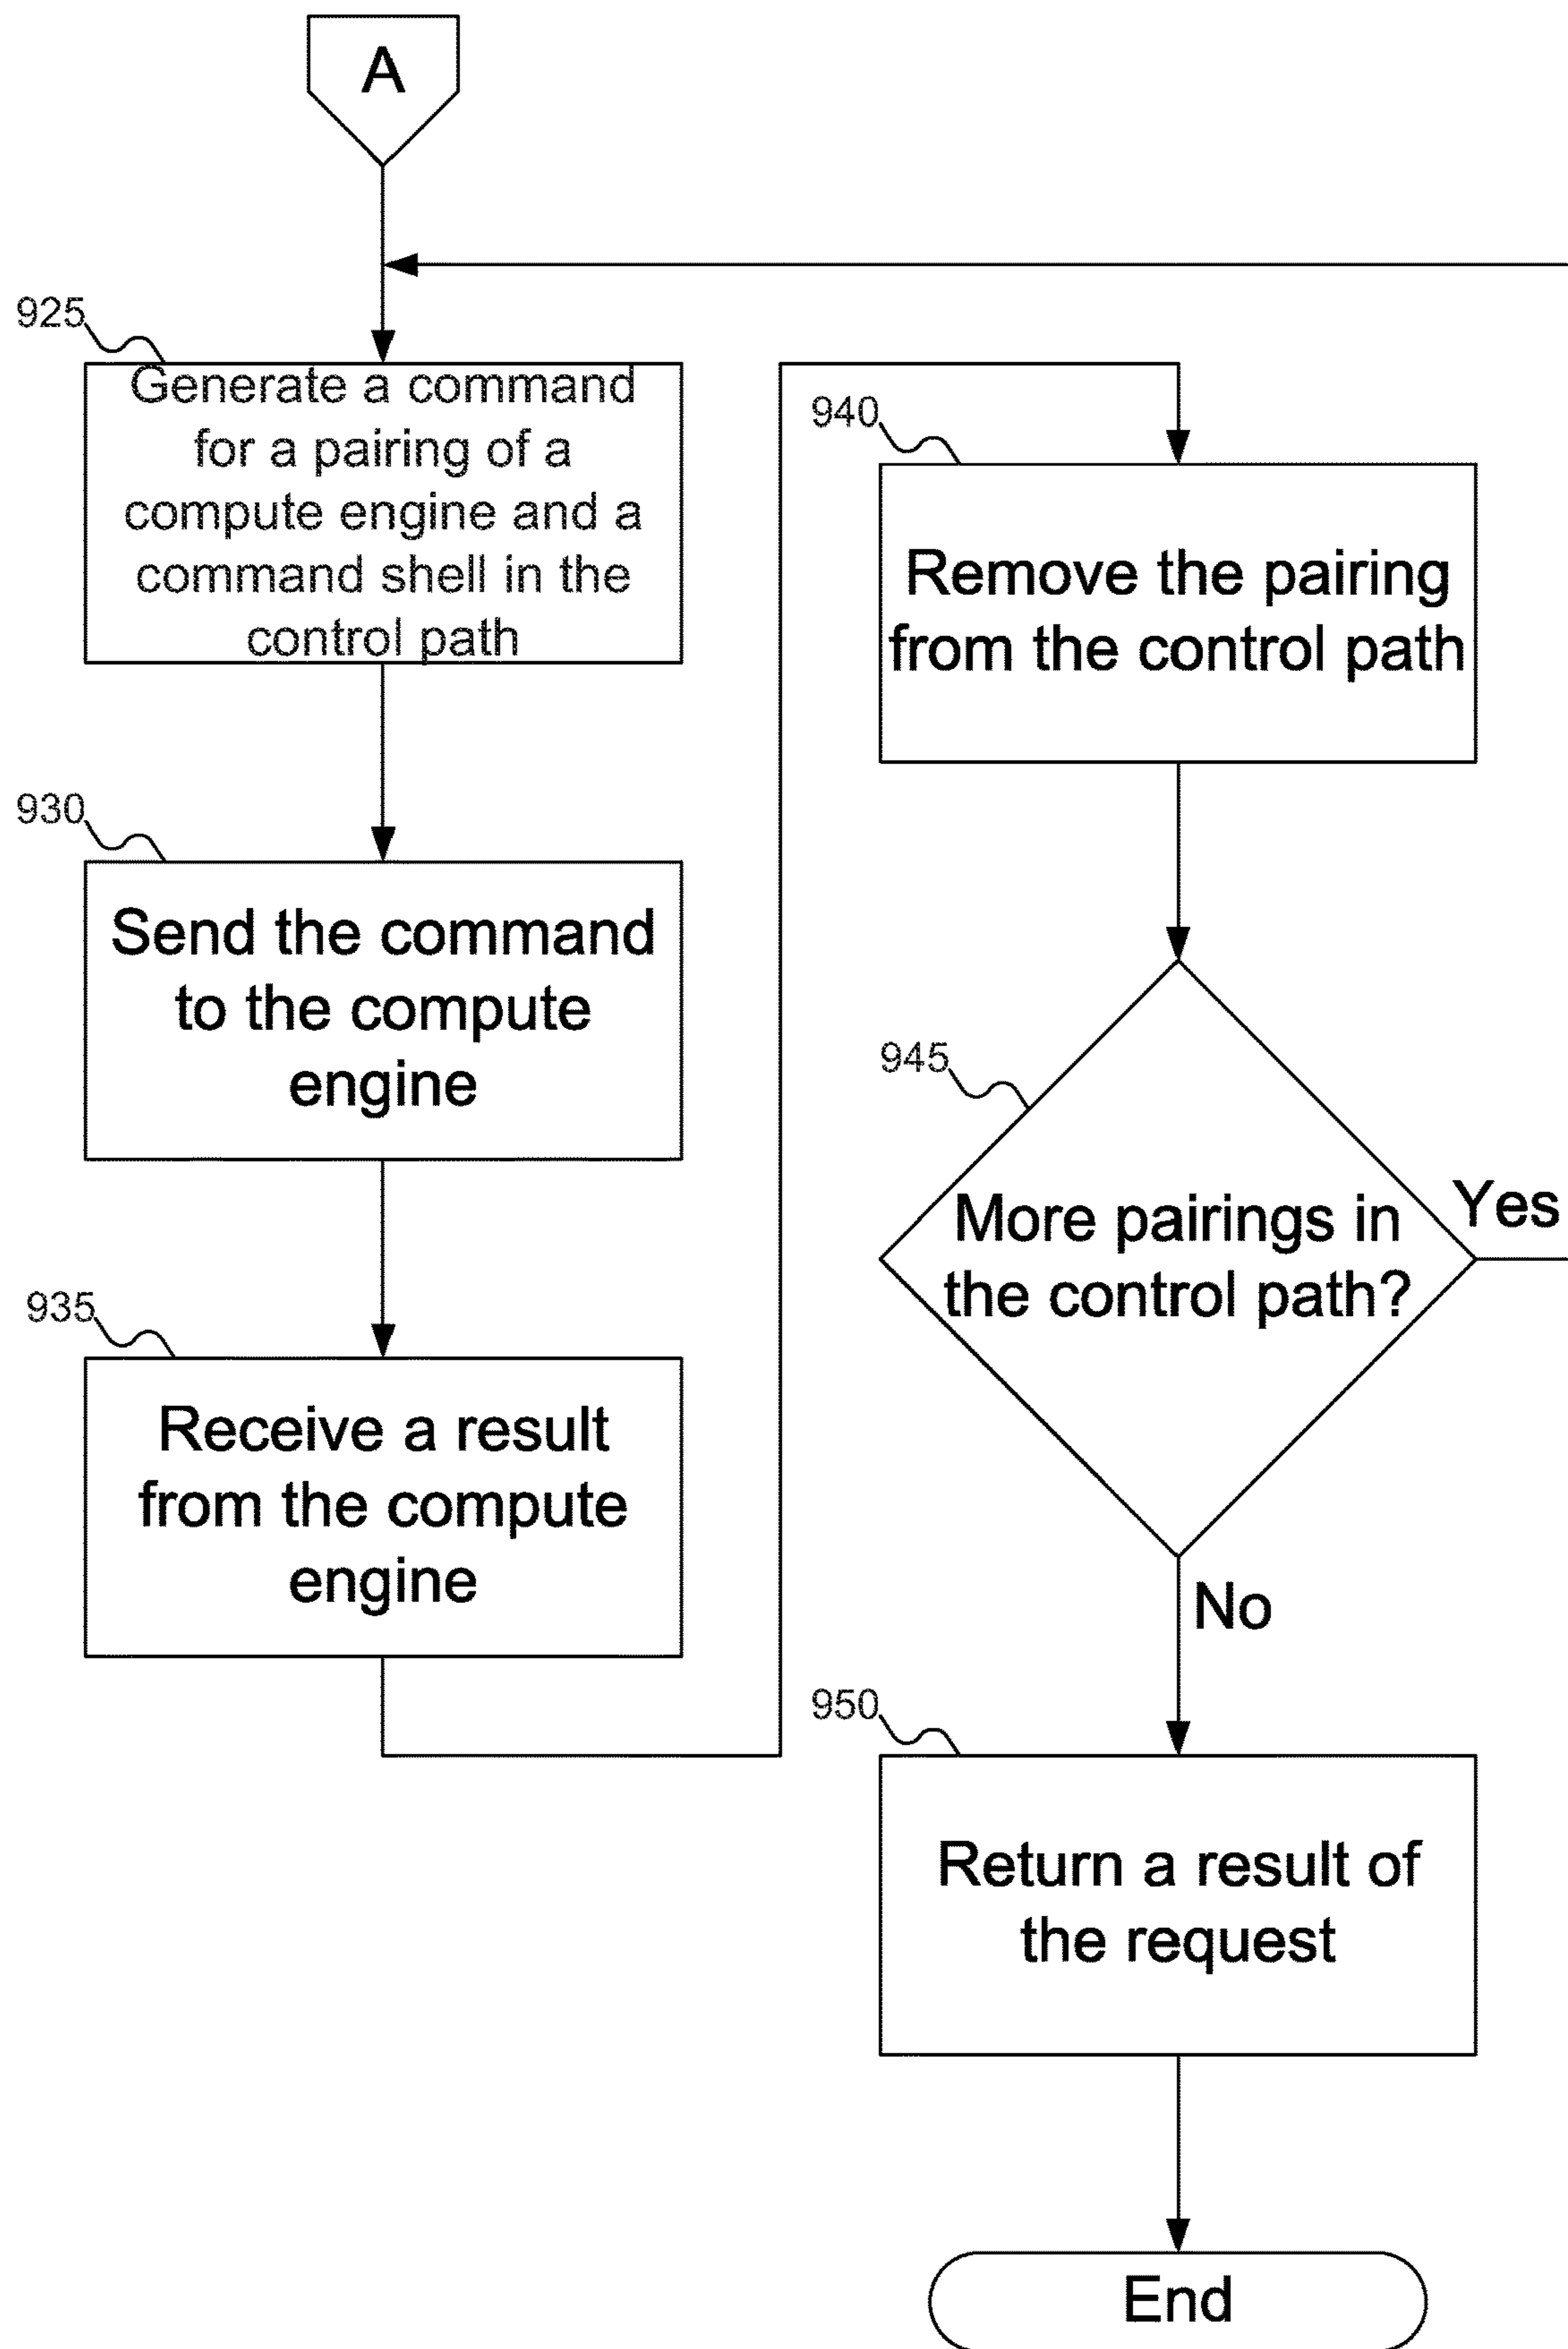 A
925
Generate a command
for a pairing of a
compute engine and a
command shell in the
control path
930
Send the command
to the compute
engine
935
Receive a result
from the compute
engine
940
Remove the pairing
from the control path
945
More pairings in
the control path?
Yes
No
950
Return a result of
the request
End